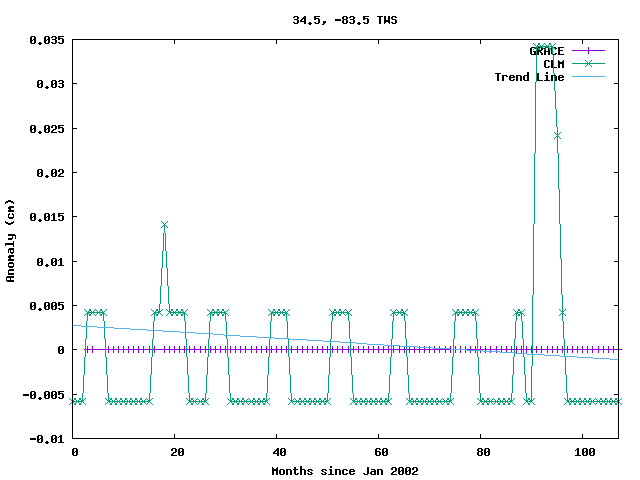 34.5, -83.5 TWS
0.035
0.03
0.025
0.02
0.015
0.01
0.005
0
-0.005
-0.01
Anomaly (cm)
GRACE
CLM
Trend Line
0 20 40 60 80 100
Months since Jan 2002